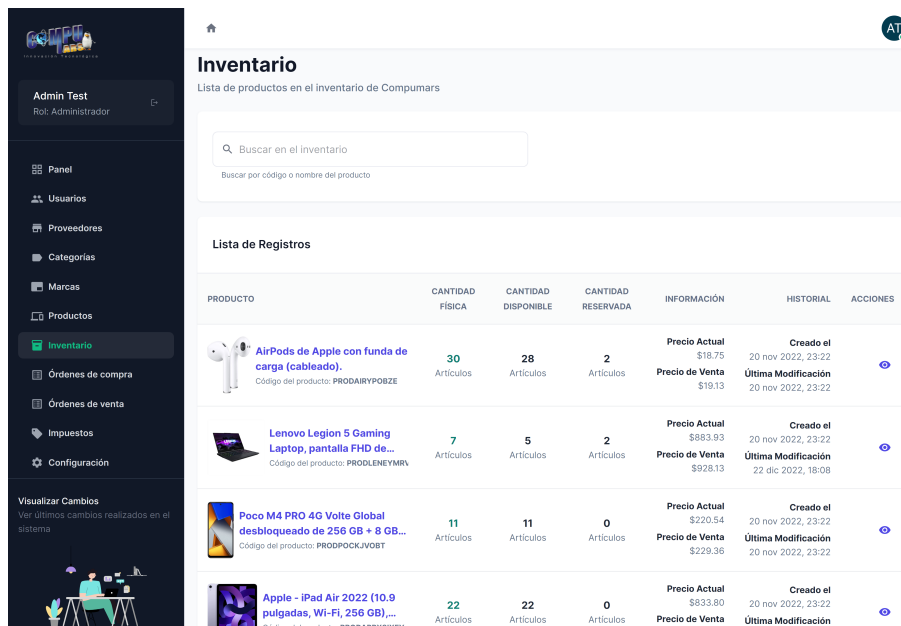 COMPU
Innovación Tecnológica
Admin Test
Rol: Administrador
Panel
Usuarios
Proveedores
Categorías
Marcas
Productos
Inventario
Órdenes de compra
Órdenes de venta
Impuestos
Configuración
Visualizar Cambios
Ver últimos cambios realizados en el
sistema
AT
Inventario
Lista de productos en el inventario de Compumars
Buscar en el inventario
Buscar por código o nombre del producto
Lista de Registros
PRODUCTO
CANTIDAD FÍSICA
CANTIDAD DISPONIBLE
CANTIDAD RESERVADA
INFORMACIÓN
HISTORIAL
ACCIONES
AirPods de Apple con funda de
carga (cableado).
Código del producto: PRODAIRYPOBZE
30
Artículos
28
Artículos
2
Artículos
Precio Actual
$18.75
Precio de Venta
$19.13
Creado el
20 nov 2022, 23:22
Última Modificación
20 nov 2022, 23:22
Lenovo Legion 5 Gaming
Laptop, pantalla FHD de...
Código del producto: PRODLENEYMRV
7
Artículos
5
Artículos
2
Artículos
Precio Actual
$883.93
Precio de Venta
$928.13
Creado el
20 nov 2022, 23:22
Última Modificación
22 dic 2022, 18:08
Poco M4 PRO 4G Volte Global
desbloqueado de 256 GB + 8 GB...
Código del producto: PRODPOCKJVOBT
11
Artículos
11
Artículos
0
Artículos
Precio Actual
$220.54
Precio de Venta
$229.36
Creado el
20 nov 2022, 23:22
Última Modificación
20 nov 2022, 23:22
Apple - iPad Air 2022 (10.9
pulgadas, Wi-Fi, 256 GB),...
22
Artículos
22
Artículos
0
Artículos
Precio Actual
$833.80
Precio de Venta
Creado el
20 nov 2022, 23:22
Última Modificación